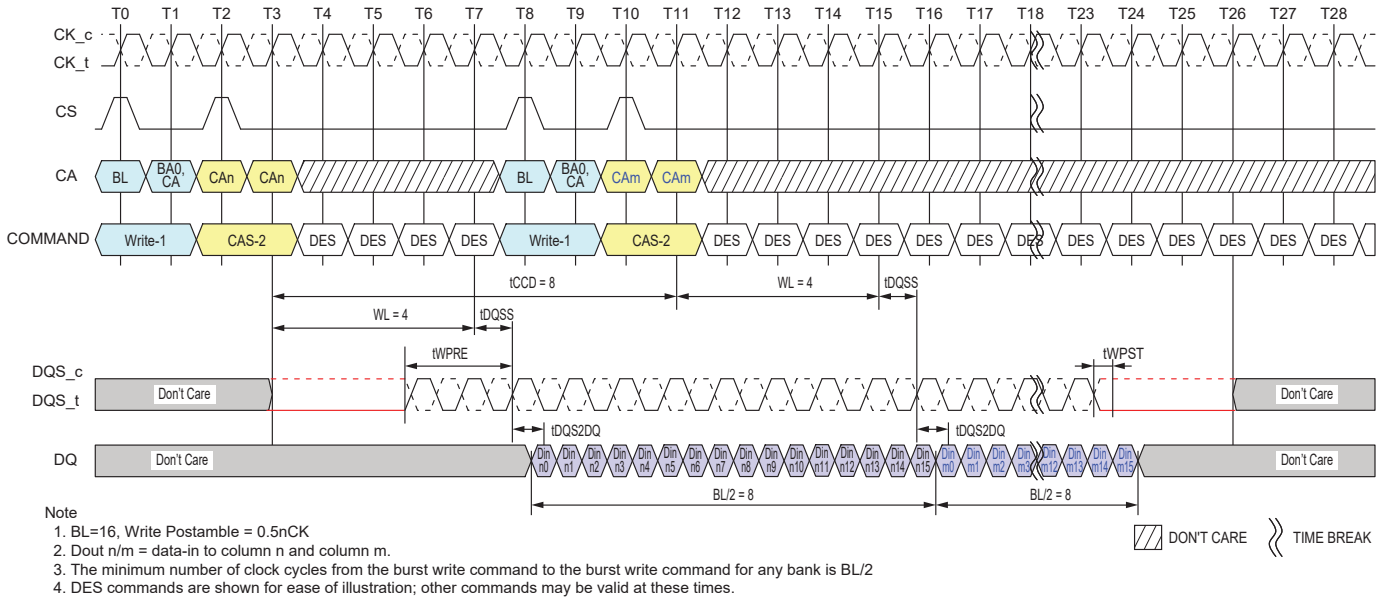 T0 T1 T2 T3 T4 T5 T6 T7 T8 T9 T10 T11 T12 T13 T14 T15 T16 T17 T18 T23 T24 T25 T26 T27 T28
CK_c
CK_t
CS
CA BL BA0, CA CAn CAn BL BA0, CA CAm CAm
COMMAND Write-1 CAS-2 DES DES DES DES Write-1 CAS-2 DES DES DES DES DES DES DES DES DES DES DES DES DES
tCCD = 8 WL = 4 tDQSS
WL = 4 tDQSS
tWPRE tWPST
DQS_c
DQS_t Don't Care Don't Care
tDQS2DQ tDQS2DQ
DQ Don't Care Din n0 Din n1 Din n2 Din n3 Din n4 Din n5 Din n6 Din n7 Din n8 Din n9 Din n10 Din n11 Din n12 Din n13 Din n14 Din n15 Din m0 Din m1 Din m2 Din m3 Din m12 Din m13 Din m14 Din m15 Don't Care
BL/2 = 8 BL/2 = 8
Note
1. BL=16, Write Postamble = 0.5nCK
2. Dout n/m = data-in to column n and column m.
3. The minimum number of clock cycles from the burst write command to the burst write command for any bank is BL/2
4. DES commands are shown for ease of illustration; other commands may be valid at these times.
DON'T CARE TIME BREAK